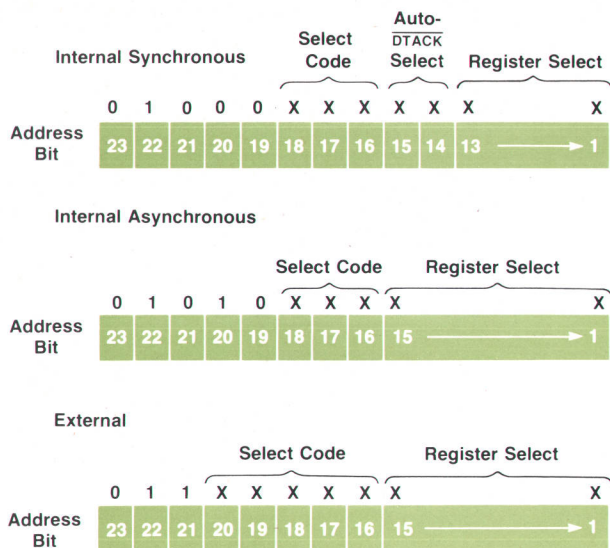 Internal Synchronous
Select Code
Auto-DTACK Select
Register Select
0 1 0 0 0 X X X X X X X
Address Bit
23 22 21 20 19 18 17 16 15 14 13 1
Internal Asynchronous
Select Code
Register Select
0 1 0 1 0 X X X X X
Address Bit
23 22 21 20 19 18 17 16 15 1
External
Select Code
Register Select
0 1 1 X X X X X X X
Address Bit
23 22 21 20 19 18 17 16 15 1